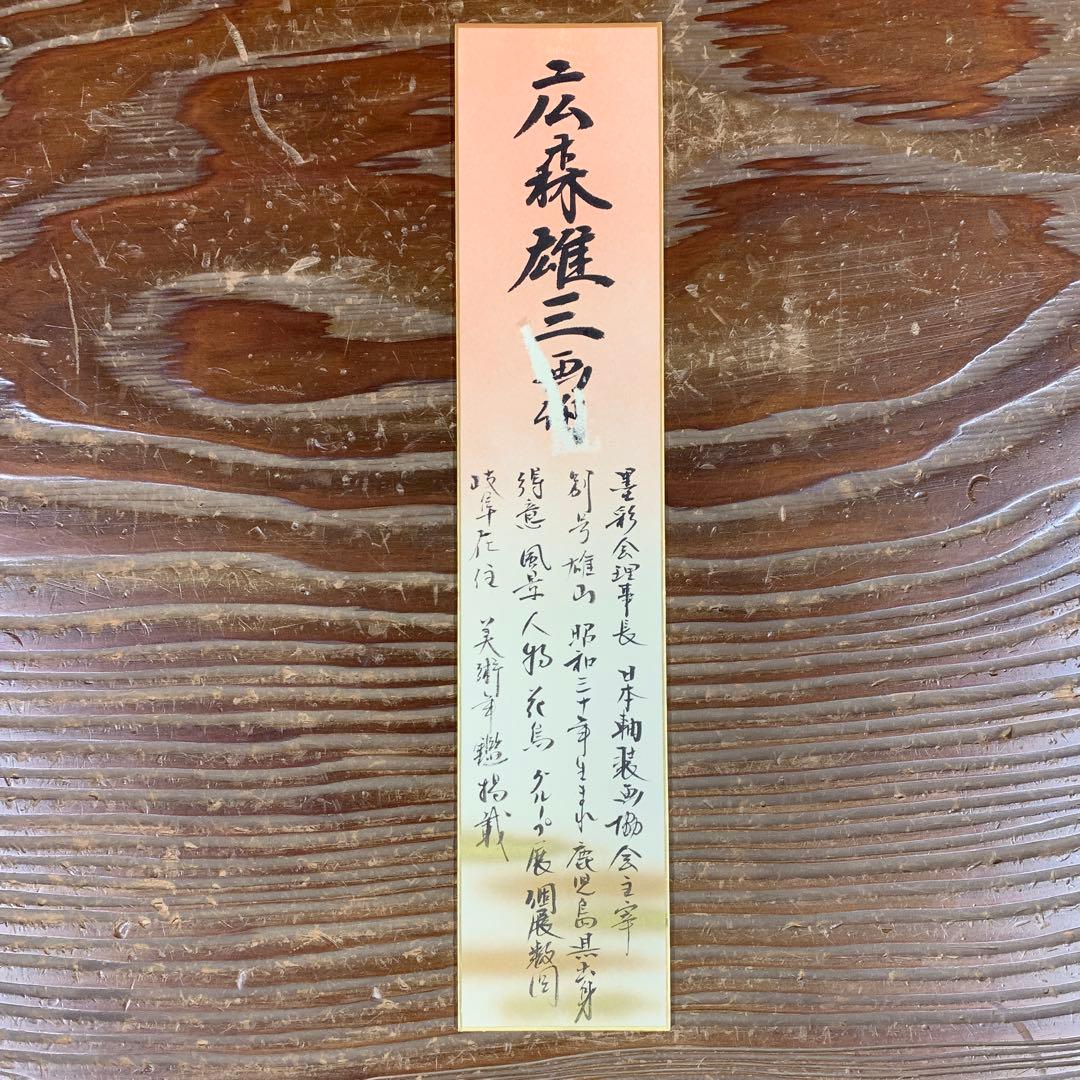 広森雄三画
墨彩会理事長 日本軸装画協会主宰
別号雄山 昭和三十年生まれ 鹿児島県出身
得意 風景 人物 花鳥 グループ展 個展数回
岐阜在住 美術年鑑掲載